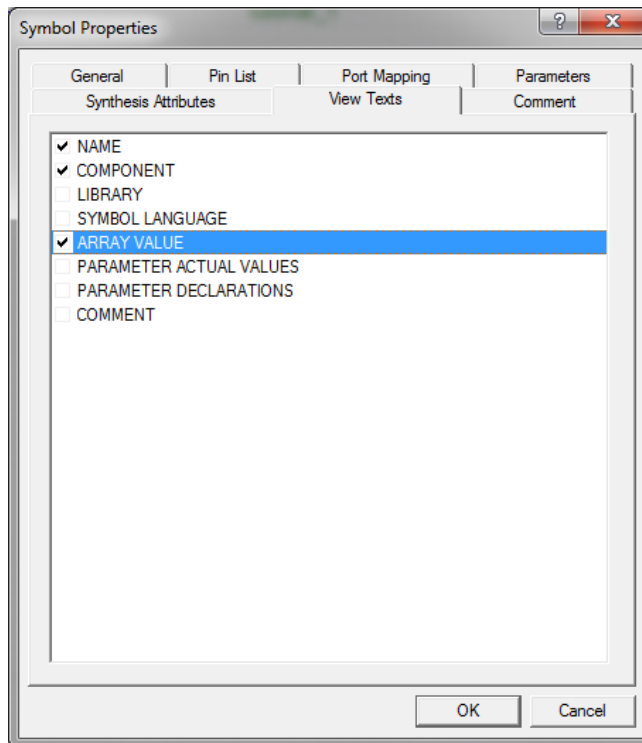 Symbol Properties
?
General
Pin List
Port Mapping
Parameters
Synthesis Attributes
View Texts
Comment
NAME
COMPONENT
LIBRARY
SYMBOL LANGUAGE
ARRAY VALUE
PARAMETER ACTUAL VALUES
PARAMETER DECLARATIONS
COMMENT
OK
Cancel